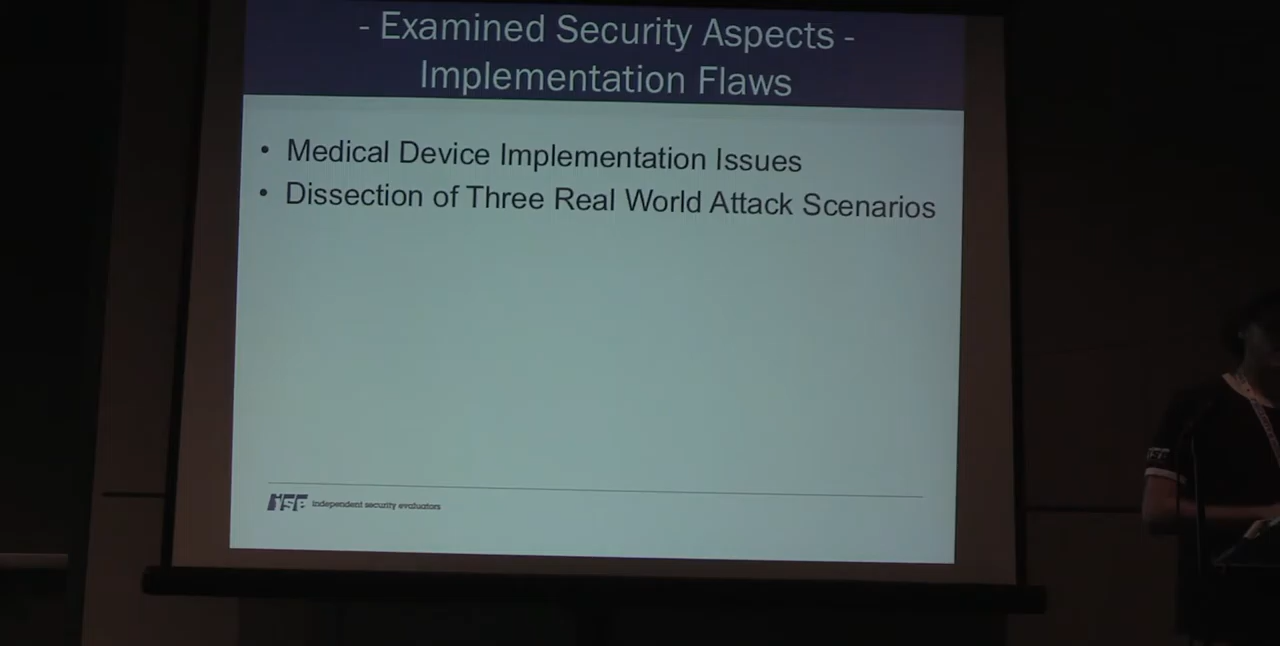 - Examined Security Aspects -
Implementation Flaws
• Medical Device Implementation Issues
• Dissection of Three Real World Attack Scenarios
ise independent security evaluators